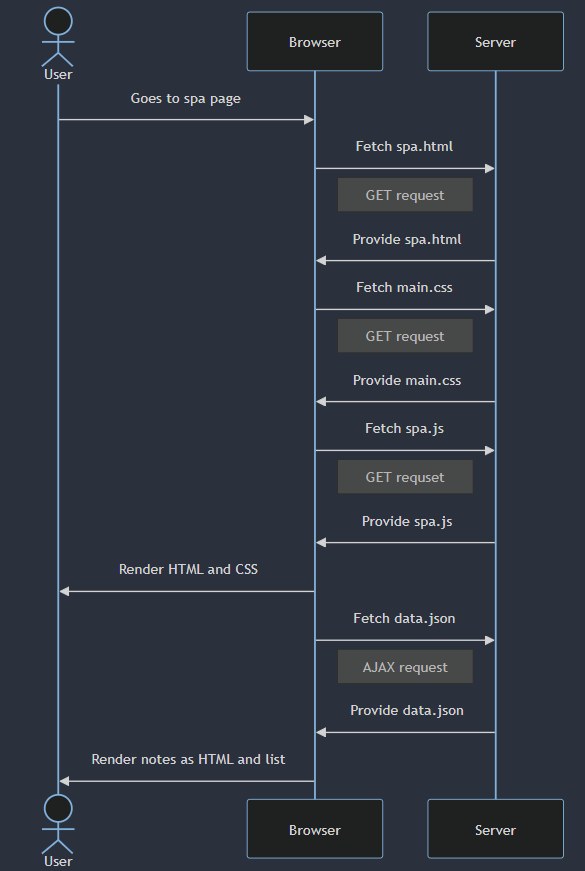 User
Browser
Server
Goes to spa page
Fetch spa.html
GET request
Provide spa.html
Fetch main.css
GET request
Provide main.css
Fetch spa.js
GET requset
Provide spa.js
Render HTML and CSS
Fetch data.json
AJAX request
Provide data.json
Render notes as HTML and list
User
Browser
Server